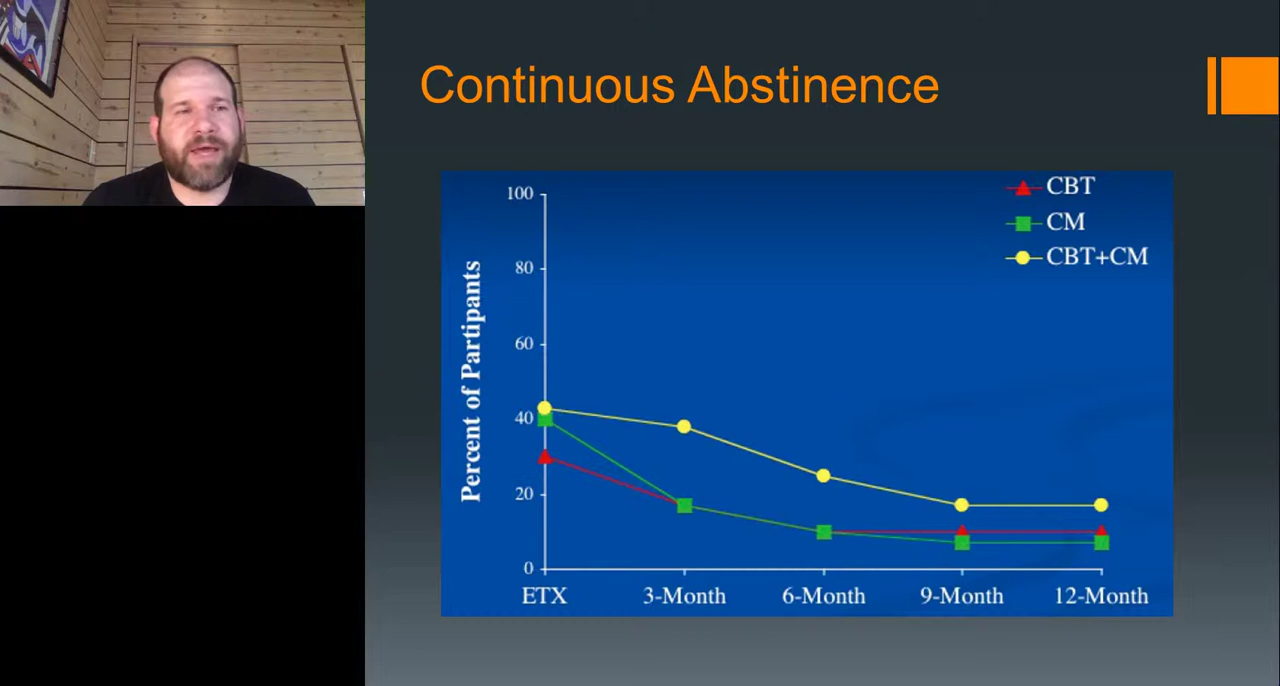 Continuous Abstinence
CBT
CM
CBT+CM
Percent of Partipants
100
80
60
40
20
0
ETX
3-Month
6-Month
9-Month
12-Month